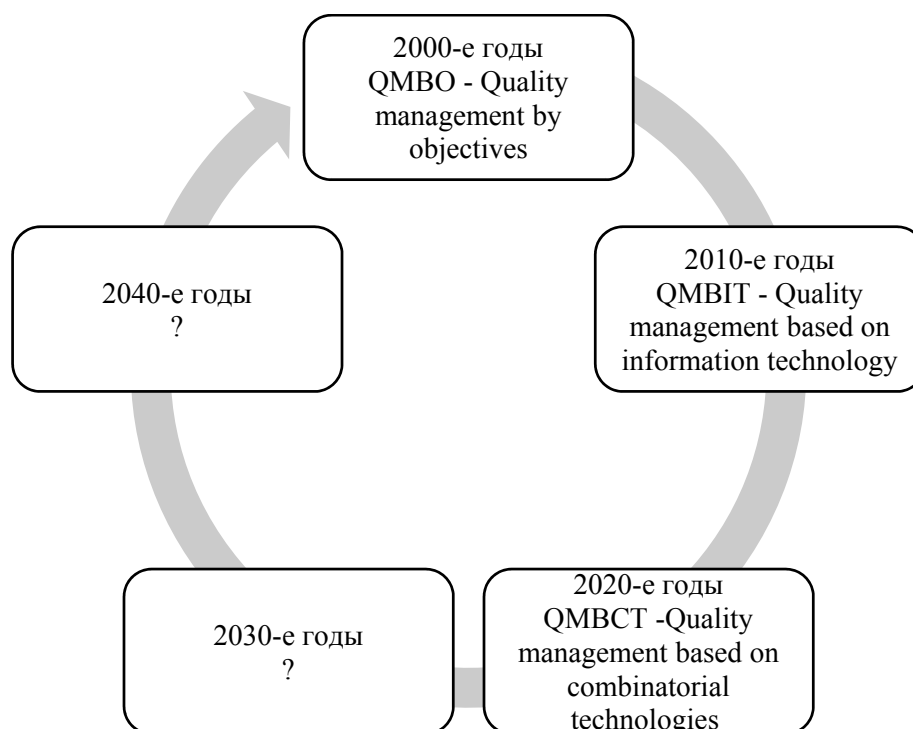 2000-е годы
QMBO - Quality
management by
objectives
2010-е годы
QMBIT - Quality
management based on
information technology
2020-е годы
QMBCT -Quality
management based on
combinatorial
technologies
2030-е годы
?
2040-е годы
?